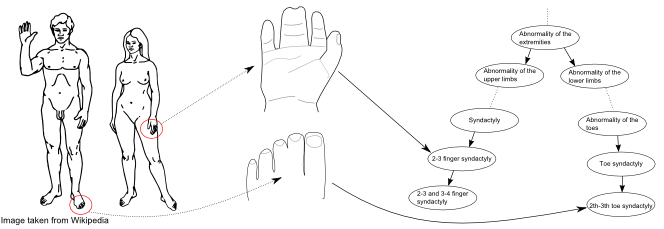 Abnormality of the
extremities
Abnormality of the
upper limbs
Abnormality of the
lower limbs
Syndactyly
Abnormality of the
toes
2-3 finger syndactyly
Toe syndactyly
2-3 and 3-4 finger
syndactyly
2th-3th toe syndactyly
Image taken from Wikipedia